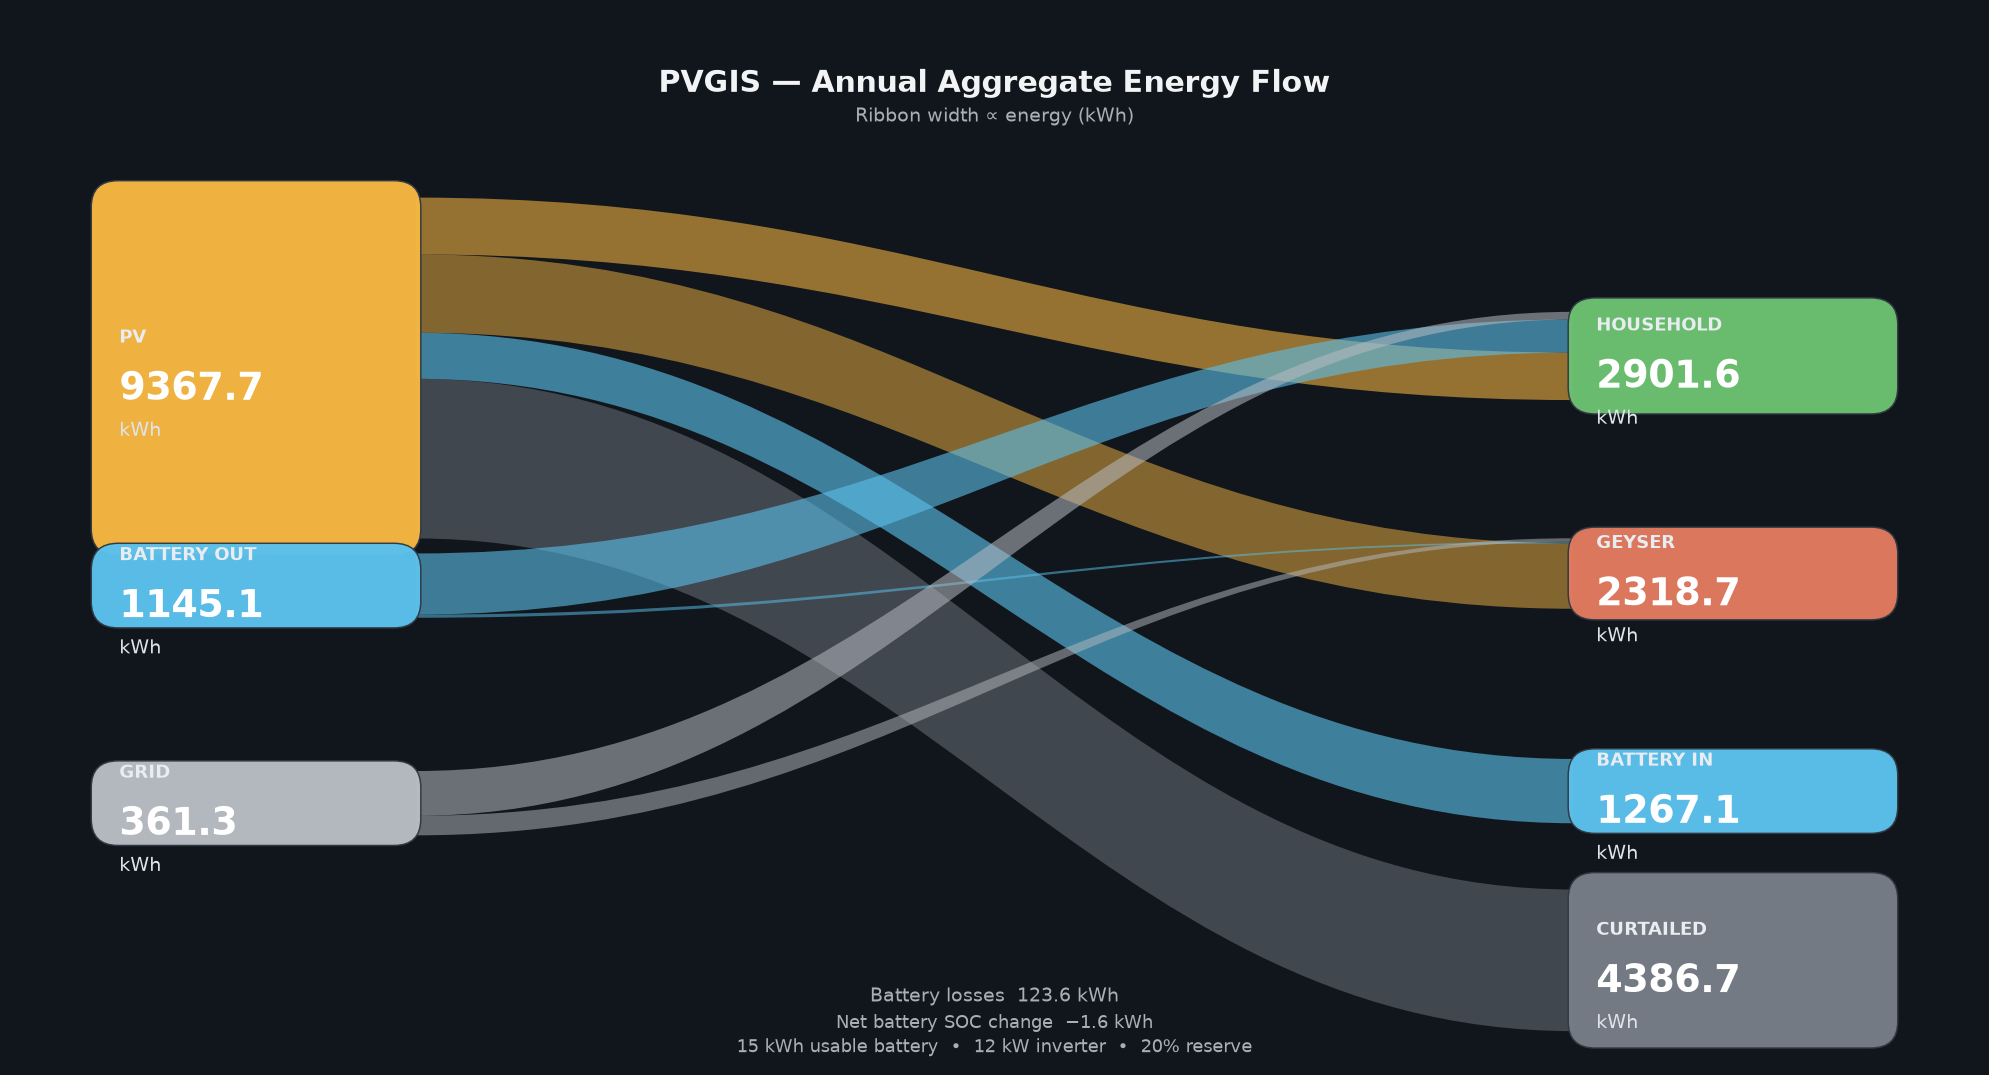 PVGIS — Annual Aggregate Energy Flow
Ribbon width ∝ energy (kWh)
PV
9367.7
kWh
BATTERY OUT
1145.1
kWh
GRID
361.3
kWh
HOUSEHOLD
2901.6
kWh
GEYSER
2318.7
kWh
BATTERY IN
1267.1
kWh
CURTAILED
4386.7
kWh
Battery losses  123.6 kWh
Net battery SOC change  −1.6 kWh
15 kWh usable battery  •  12 kW inverter  •  20% reserve